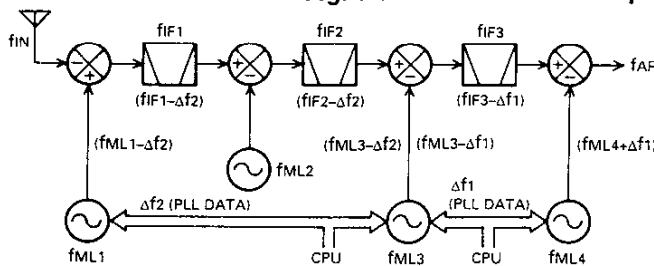 fIF1 fIF2 fIF3
fIN
fAF
(fIF1–Δf2) (fIF2–Δf2) (fIF3–Δf1)
(fML1–Δf2) (fML3–Δf2) (fML3–Δf1) (fML4+Δf1)
fML2
Δf2 (PLL DATA) Δf1
(PLL DATA)
fML1 CPU fML3 CPU fML4